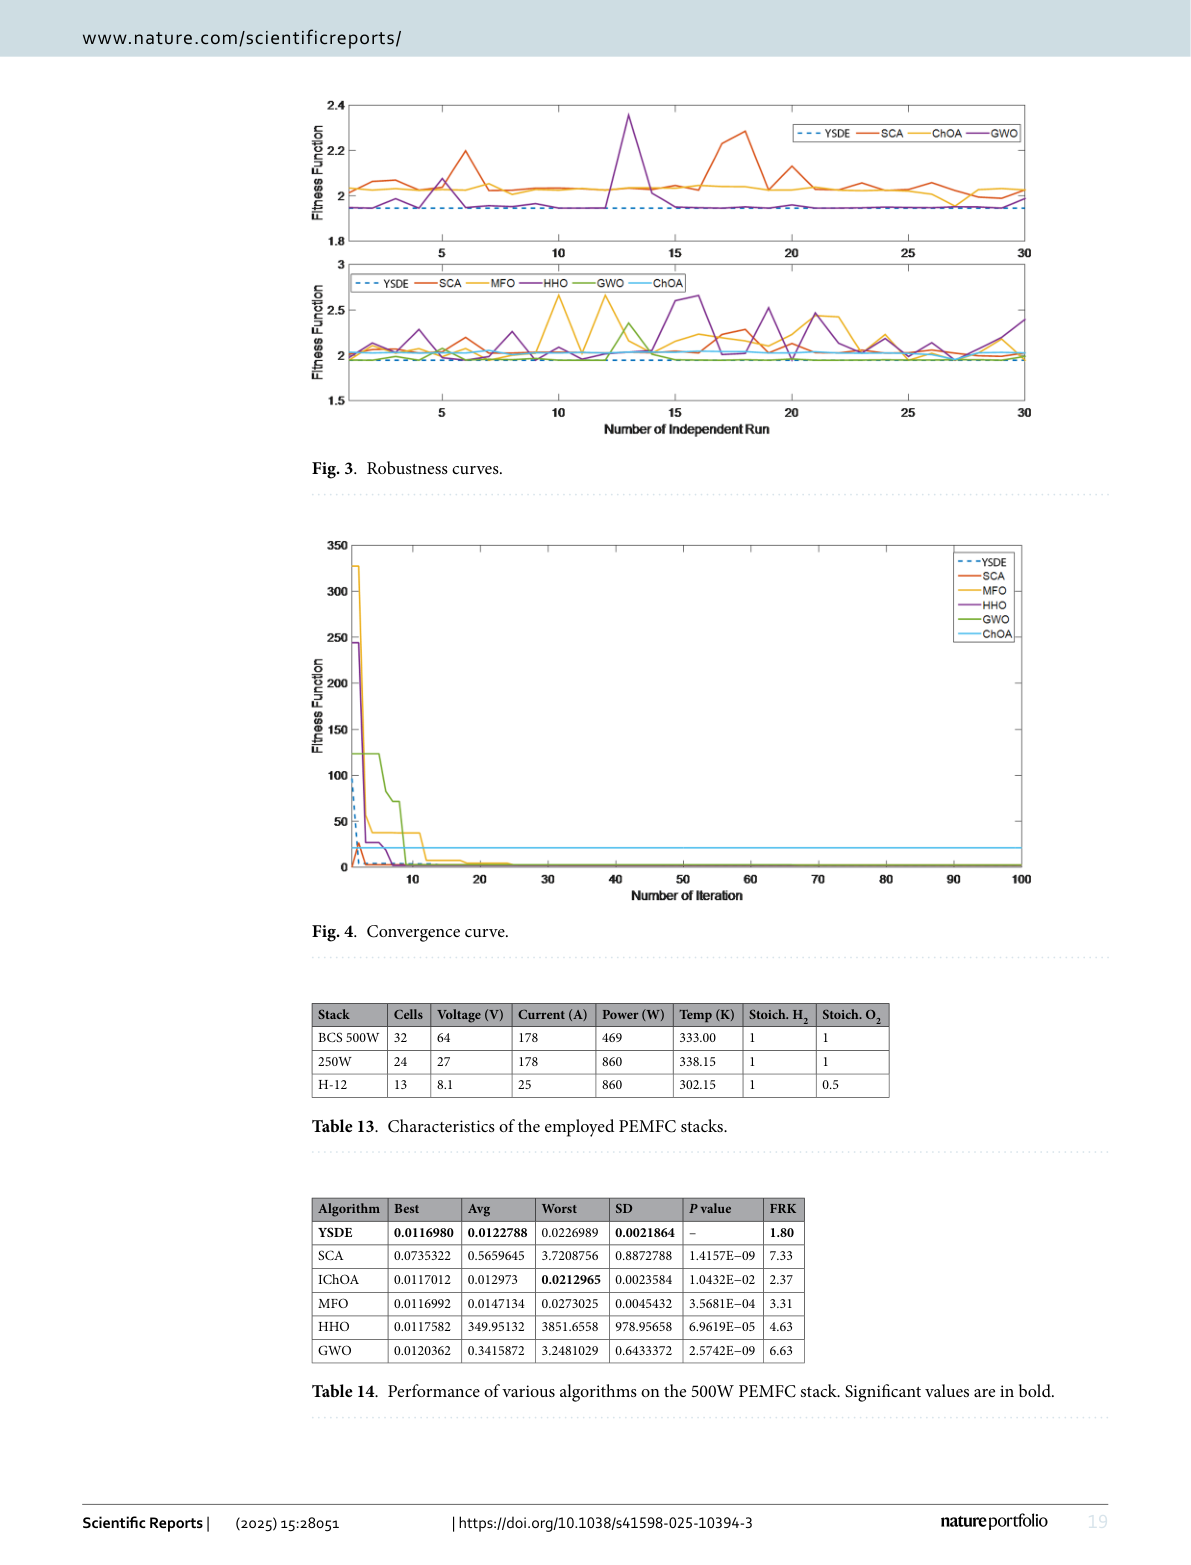 www.nature.com/scientificreports/
2.4
2.2
2
1.8
Fitness Function
YSDE SCA ChOA GWO
5 10 15 20 25 30
3
2.5
2
1.5
Fitness Function
YSDE SCA MFO HHO GWO ChOA
5 10 15 20 25 30
Number of Independent Run
Fig. 3. Robustness curves.
350
300
250
200
150
100
50
0
Fitness Function
YSDE
SCA
MFO
HHO
GWO
ChOA
10 20 30 40 50 60 70 80 90 100
Number of Iteration
Fig. 4. Convergence curve.
Stack Cells Voltage (V) Current (A) Power (W) Temp (K) Stoich. H2 Stoich. O2
BCS 500W 32 64 178 469 333.00 1 1
250W 24 27 178 860 338.15 1 1
H-12 13 8.1 25 860 302.15 1 0.5
Table 13. Characteristics of the employed PEMFC stacks.
Algorithm Best Avg Worst SD P value FRK
YSDE 0.0116980 0.0122788 0.0226989 0.0021864 – 1.80
SCA 0.0735322 0.5659645 3.7208756 0.8872788 1.4157E−09 7.33
IChOA 0.0117012 0.012973 0.0212965 0.0023584 1.0432E−02 2.37
MFO 0.0116992 0.0147134 0.0273025 0.0045432 3.5681E−04 3.31
HHO 0.0117582 349.95132 3851.6558 978.95658 6.9619E−05 4.63
GWO 0.0120362 0.3415872 3.2481029 0.6433372 2.5742E−09 6.63
Table 14. Performance of various algorithms on the 500W PEMFC stack. Significant values are in bold.
Scientific Reports | (2025) 15:28051 | https://doi.org/10.1038/s41598-025-10394-3 nature portfolio 19